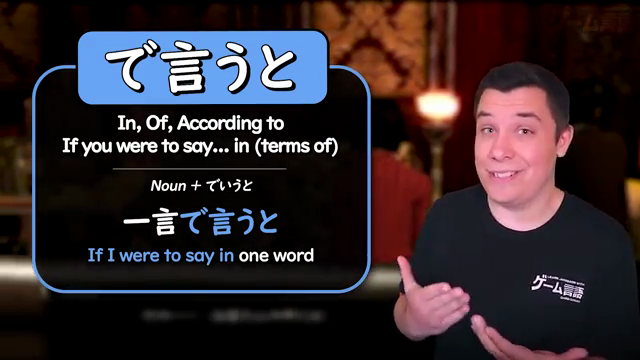 で言うと
In, Of, According to
If you were to say... in (terms of)
Noun + でいうと
一言で言うと
If I were to say in one word
ゲーム言語